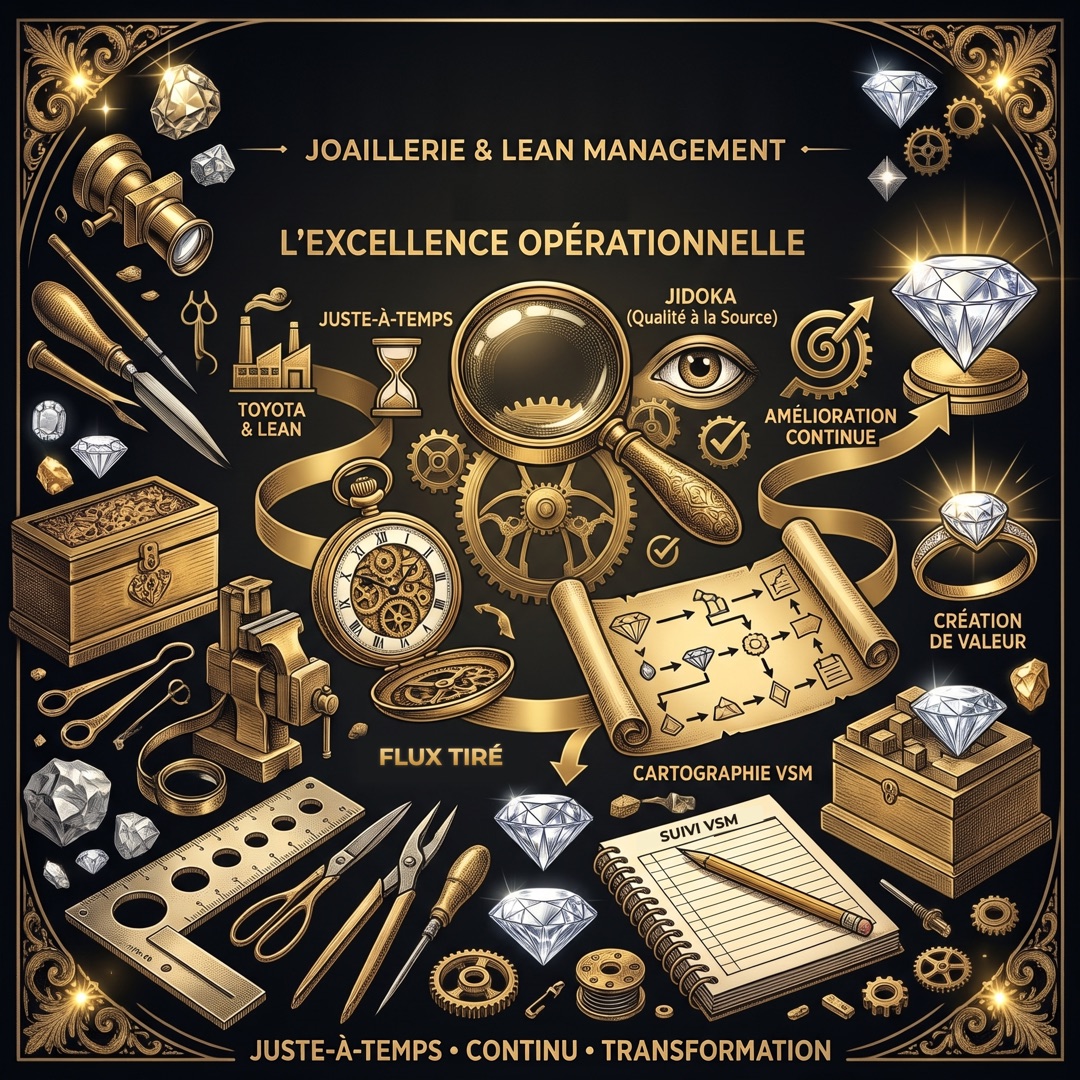 JOAILLERIE & LEAN MANAGEMENT
L'EXCELLENCE OPÉRATIONNELLE
TOYOTA
& LEAN
JUSTE-À-TEMPS
JIDOKA
(Qualité à la Source)
AMÉLIORATION
CONTINUE
CRÉATION
DE VALEUR
FLUX TIRÉ
CARTOGRAPHIE VSM
SUIVI VSM
JUSTE-À-TEMPS • CONTINU • TRANSFORMATION